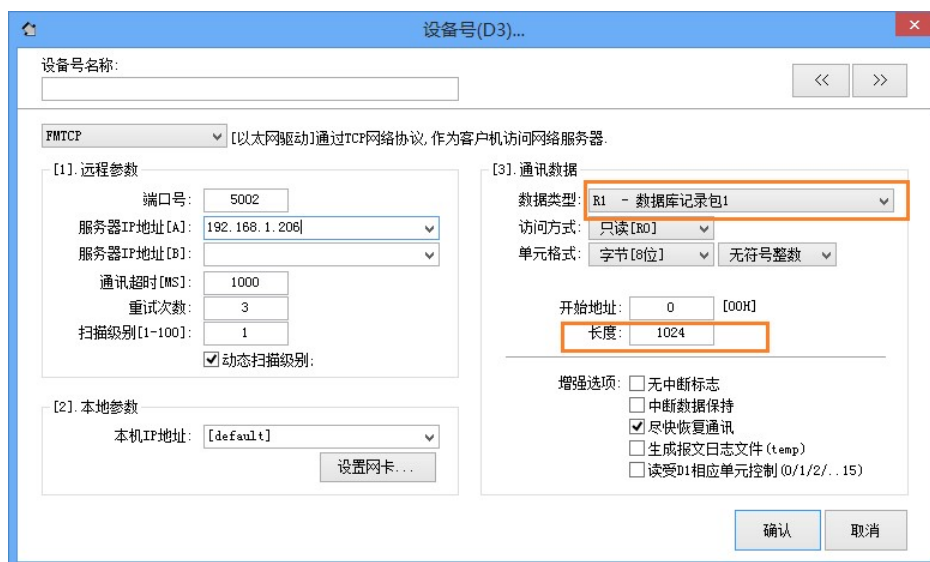 设备号(D3)...
设备号名称:
<< >>
FMTCP [以太网驱动]通过TCP网络协议,作为客户机访问网络服务器.
[1].远程参数
端口号: 5002
服务器IP地址[A]: 192.168.1.206
服务器IP地址[B]:
通讯超时[MS]: 1000
重试次数: 3
扫描级别[1-100]: 1
动态扫描级别;
[2].本地参数
本机IP地址: [default]
设置网卡...
[3].通讯数据
数据类型: R1 - 数据库记录包1
访问方式: 只读[RO]
单元格式: 字节[8位] 无符号整数
开始地址: 0 [00H]
长度: 1024
增强选项: 无中断标志
中断数据保持
尽快恢复通讯
生成报文日志文件(temp)
读受D1相应单元控制(0/1/2/..15)
确认 取消